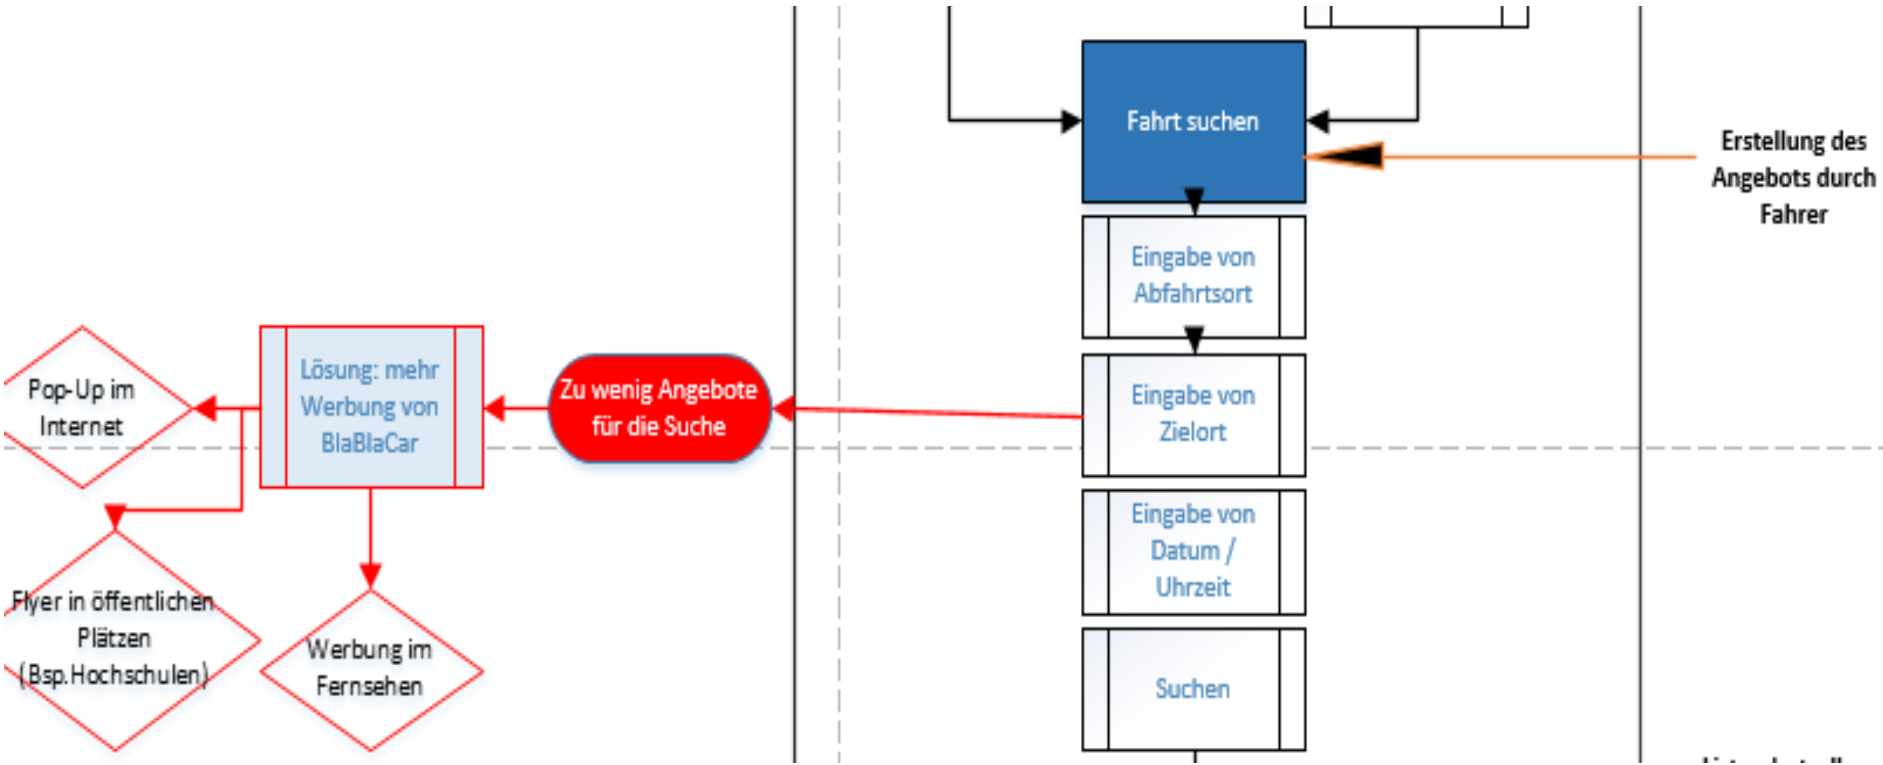 Fahrt suchen
Erstellung des
Angebots durch
Fahrer
Eingabe von
Abfahrtsort
Eingabe von
Zielort
Zu wenig Angebote
für die Suche
Lösung: mehr
Werbung von
BlaBlaCar
Pop-Up im
Internet
Flyer in öffentlichen
Plätzen
(Bsp.Hochschulen)
Werbung im
Fernsehen
Eingabe von
Datum /
Uhrzeit
Suchen